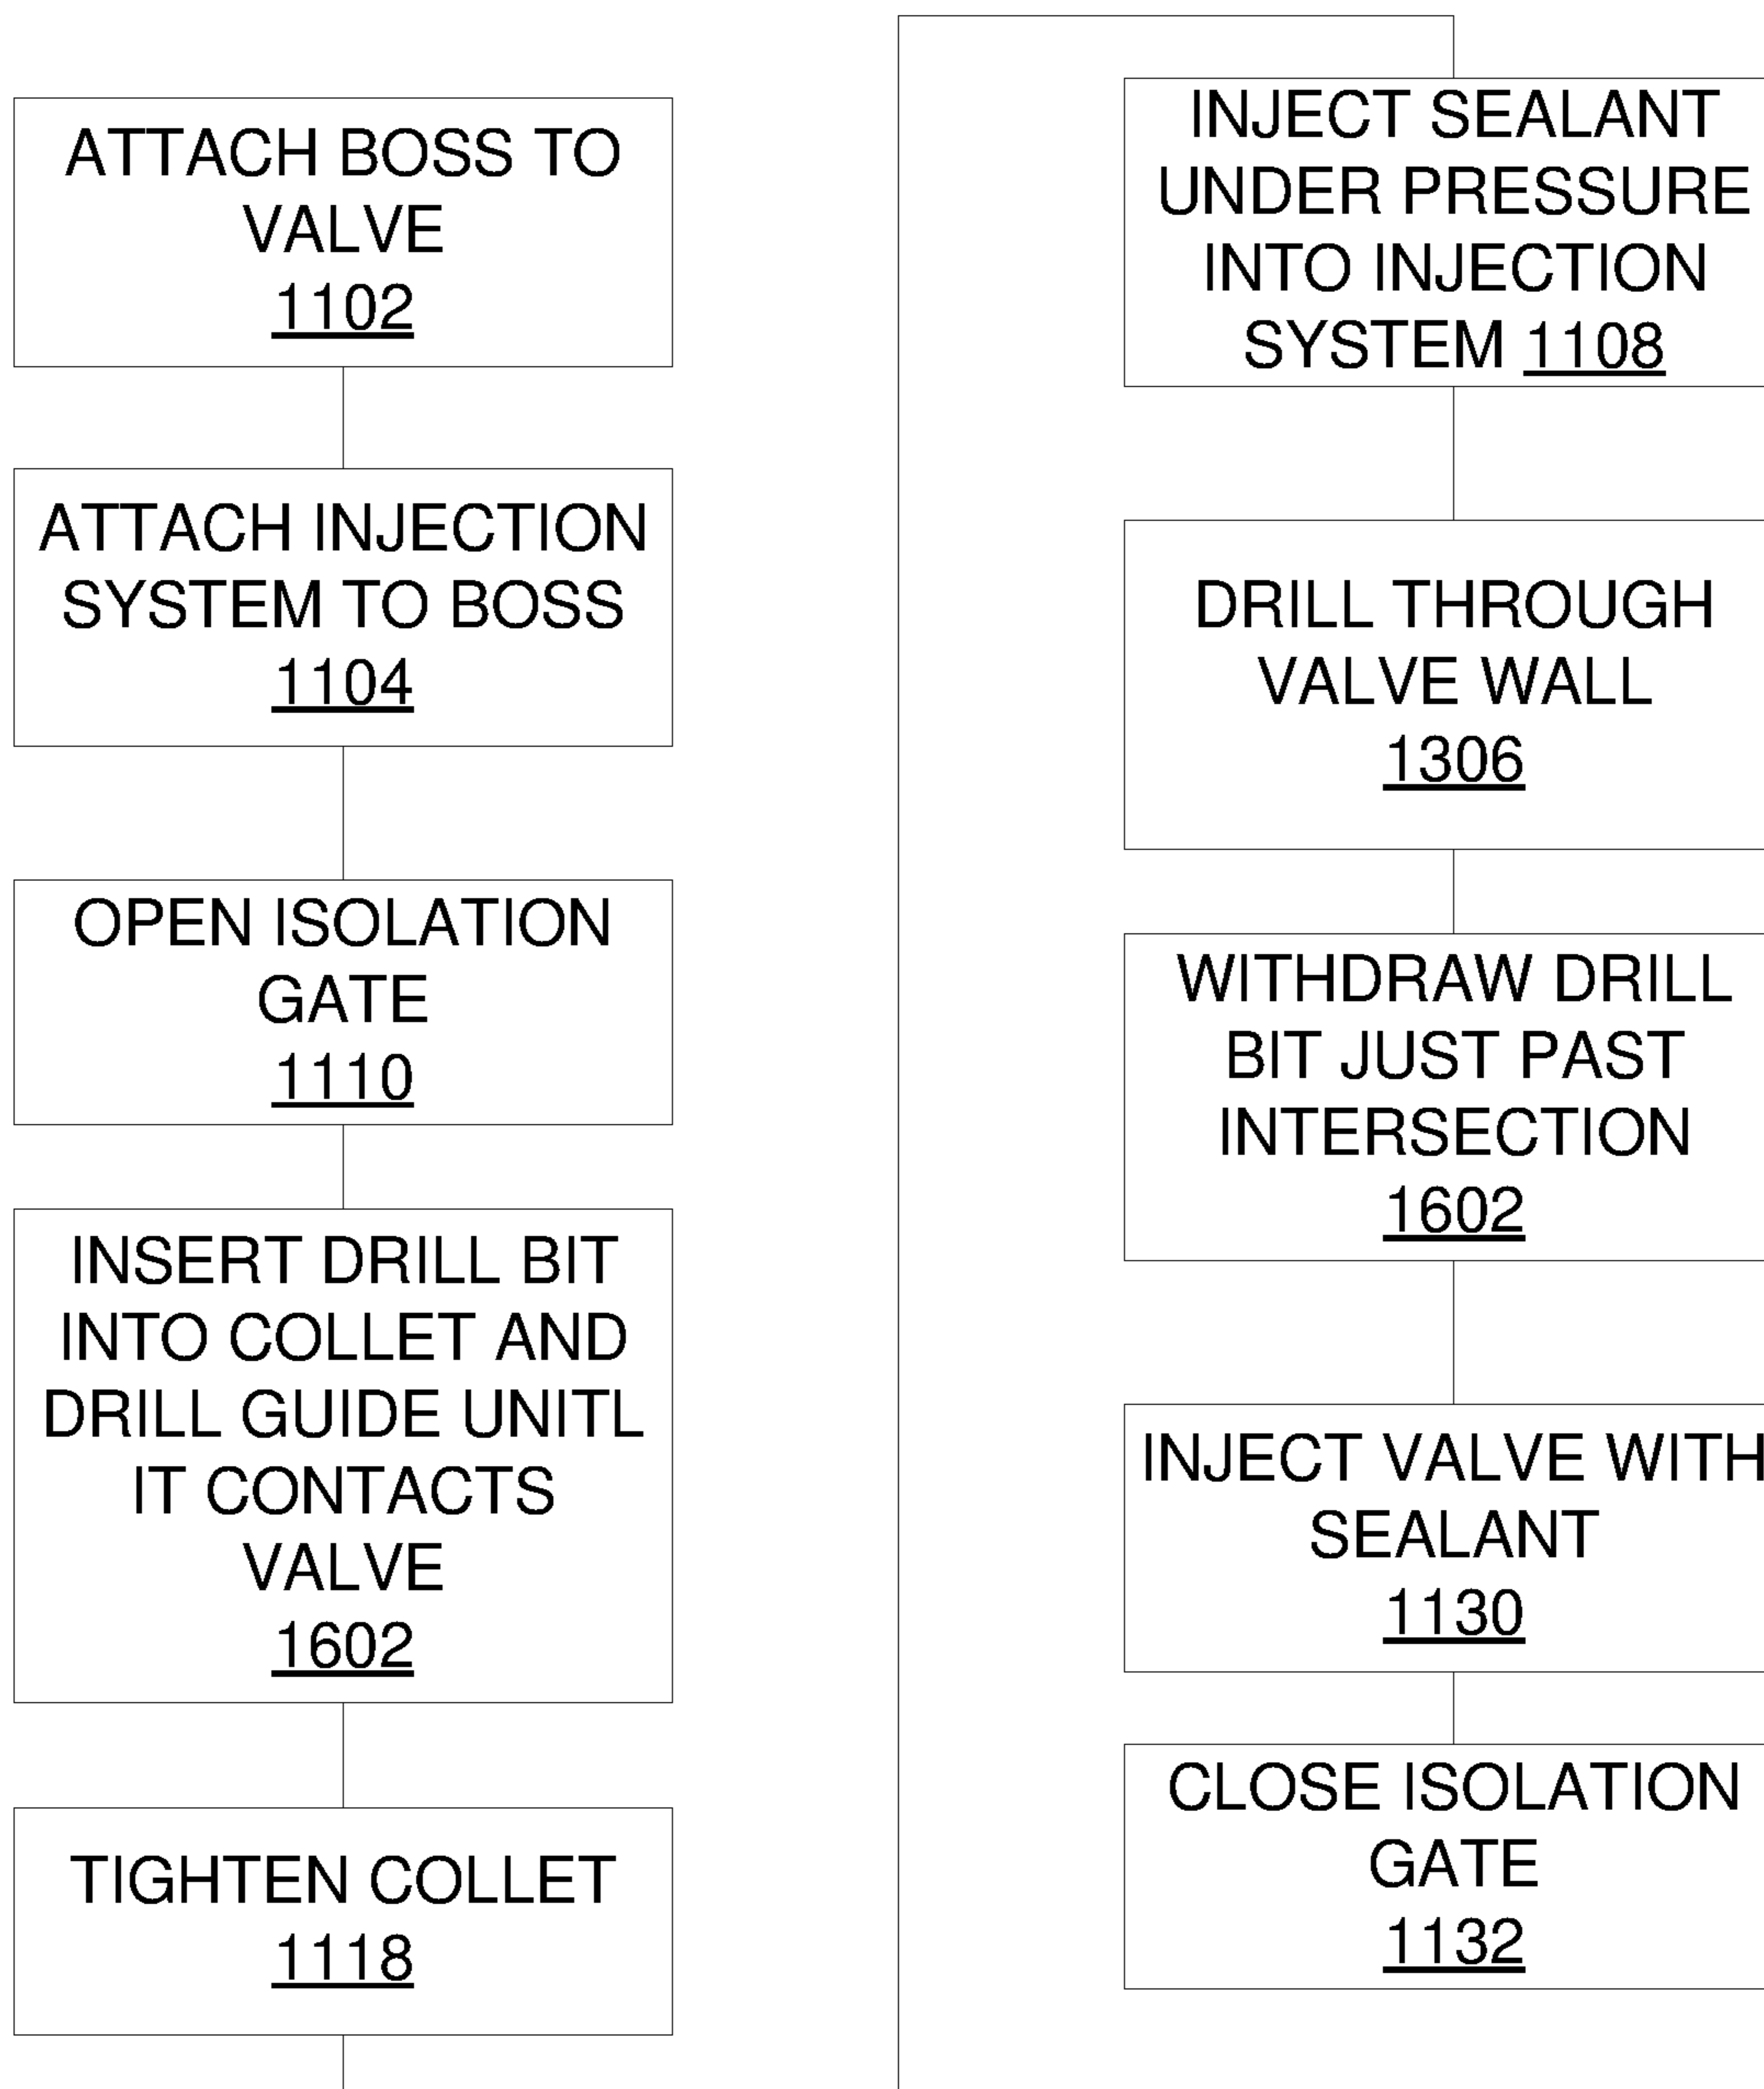 ATTACH BOSS TO
VALVE
1102
ATTACH INJECTION
SYSTEM TO BOSS
1104
OPEN ISOLATION
GATE
1110
INSERT DRILL BIT
INTO COLLET AND
DRILL GUIDE UNITL
IT CONTACTS
VALVE
1602
TIGHTEN COLLET
1118
INJECT SEALANT
UNDER PRESSURE
INTO INJECTION
SYSTEM 1108
DRILL THROUGH
VALVE WALL
1306
WITHDRAW DRILL
BIT JUST PAST
INTERSECTION
1602
INJECT VALVE WITH
SEALANT
1130
CLOSE ISOLATION
GATE
1132